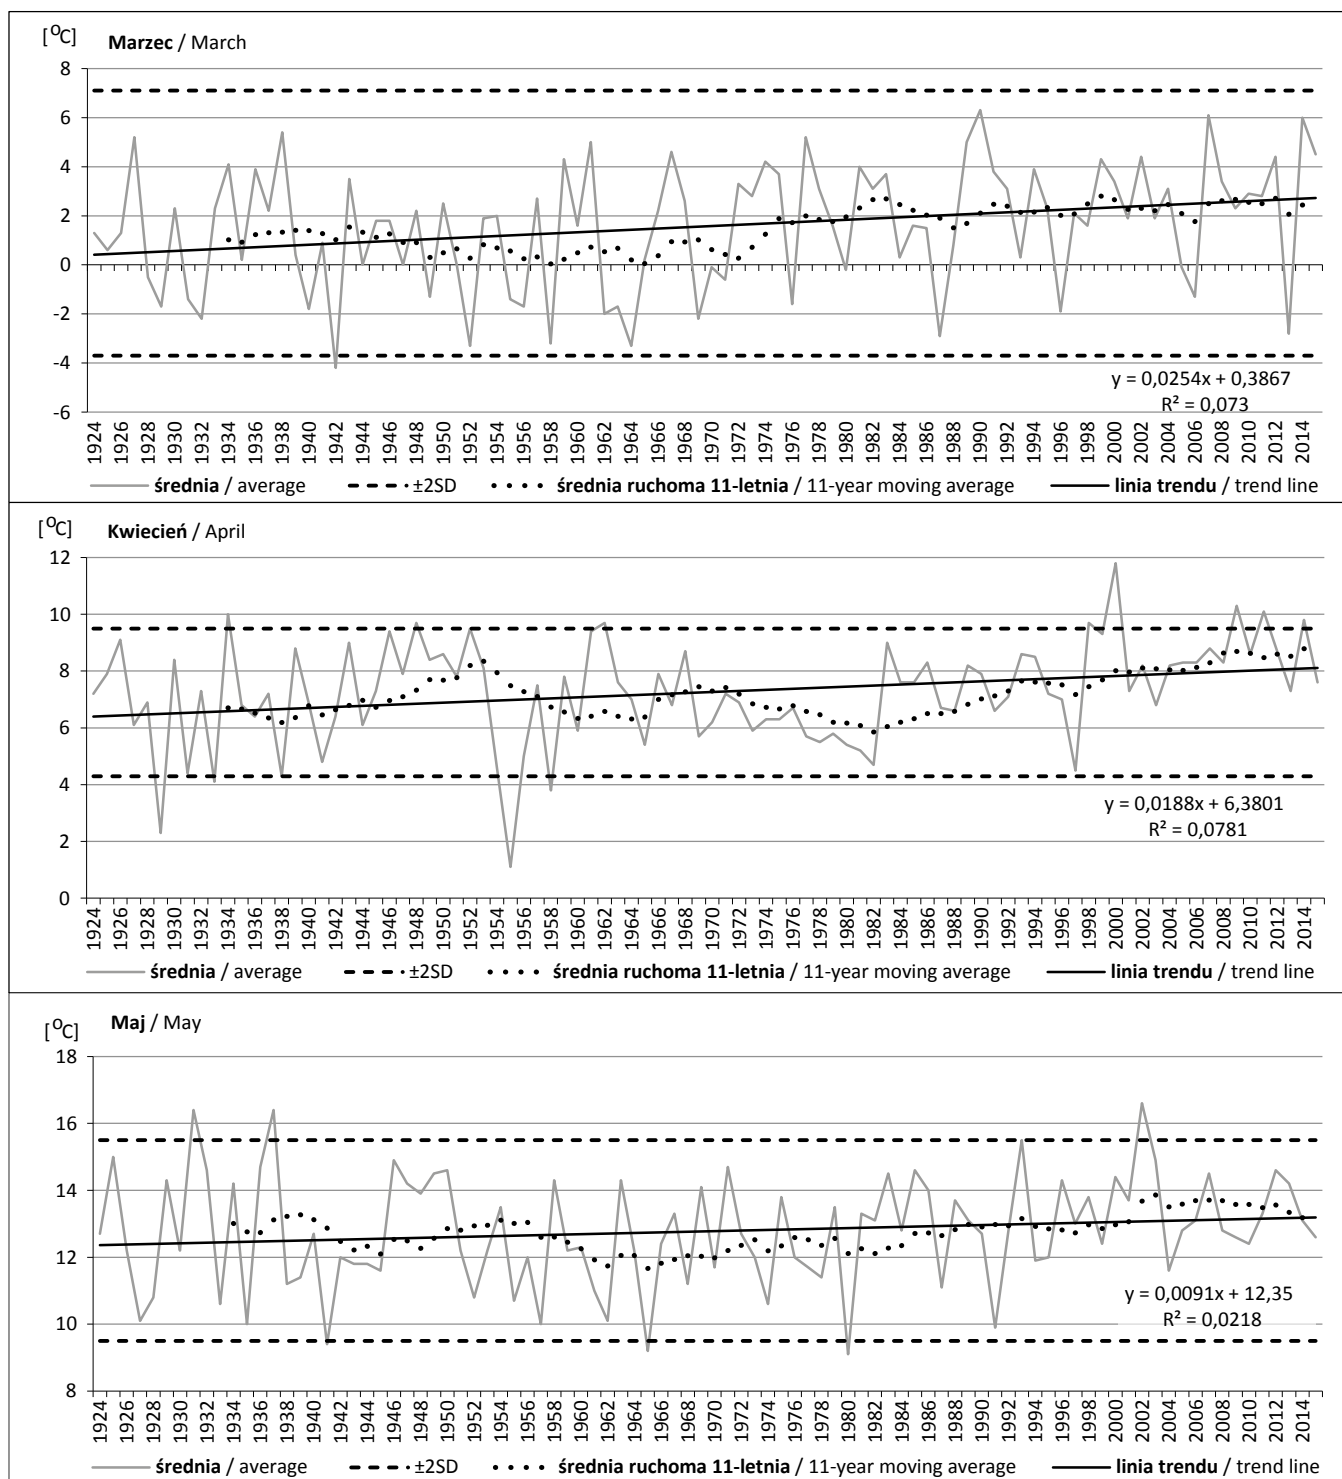 [°C] Marzec / March
8
6
4
2
0
-2
-4
-6
y = 0,0254x + 0,3867
R² = 0,073
1924 1926 1928 1930 1932 1934 1936 1938 1940 1942 1944 1946 1948 1950 1952 1954 1956 1958 1960 1962 1964 1966 1968 1970 1972 1974 1976 1978 1980 1982 1984 1986 1988 1990 1992 1994 1996 1998 2000 2002 2004 2006 2008 2010 2012 2014
średnia / average ±2SD średnia ruchoma 11-letnia / 11-year moving average linia trendu / trend line
[°C] Kwiecień / April
12
10
8
6
4
2
0
y = 0,0188x + 6,3801
R² = 0,0781
1924 1926 1928 1930 1932 1934 1936 1938 1940 1942 1944 1946 1948 1950 1952 1954 1956 1958 1960 1962 1964 1966 1968 1970 1972 1974 1976 1978 1980 1982 1984 1986 1988 1990 1992 1994 1996 1998 2000 2002 2004 2006 2008 2010 2012 2014
średnia / average ±2SD średnia ruchoma 11-letnia / 11-year moving average linia trendu / trend line
[°C] Maj / May
18
16
14
12
10
8
y = 0,0091x + 12,35
R² = 0,0218
1924 1926 1928 1930 1932 1934 1936 1938 1940 1942 1944 1946 1948 1950 1952 1954 1956 1958 1960 1962 1964 1966 1968 1970 1972 1974 1976 1978 1980 1982 1984 1986 1988 1990 1992 1994 1996 1998 2000 2002 2004 2006 2008 2010 2012 2014
średnia / average ±2SD średnia ruchoma 11-letnia / 11-year moving average linia trendu / trend line